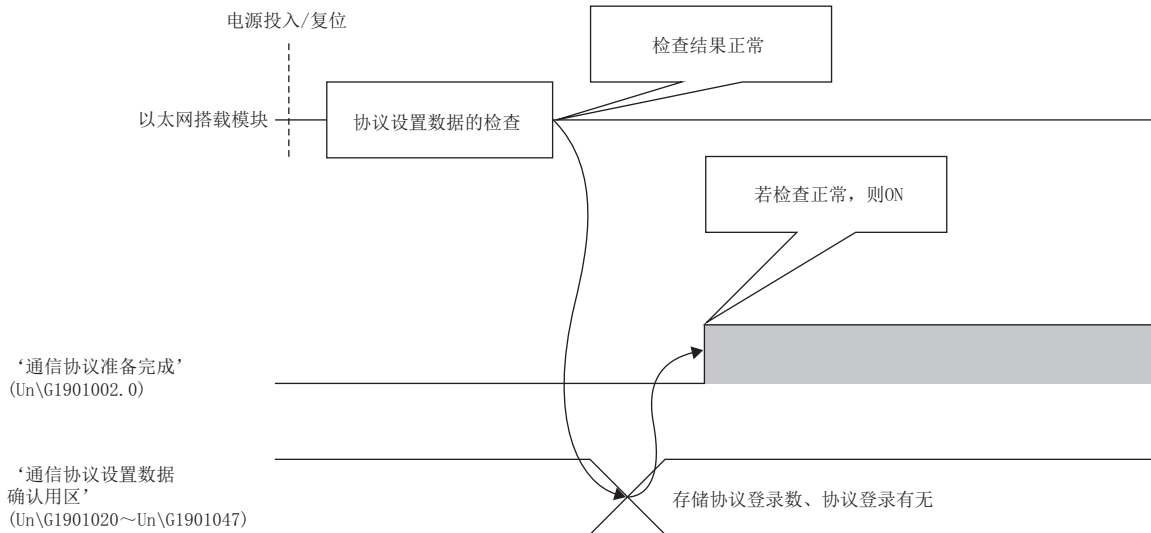 电源投入/复位
检查结果正常
以太网搭载模块
协议设置数据的检查
若检查正常，则ON
‘通信协议准备完成’
(Un\G1901002.0)
‘通信协议设置数据
确认用区’
(Un\G1901020～Un\G1901047)
存储协议登录数、协议登录有无